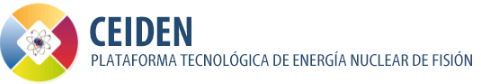 CEIDEN
PLATAFORMA TECNOLÓGICA DE ENERGÍA NUCLEAR DE FISIÓN